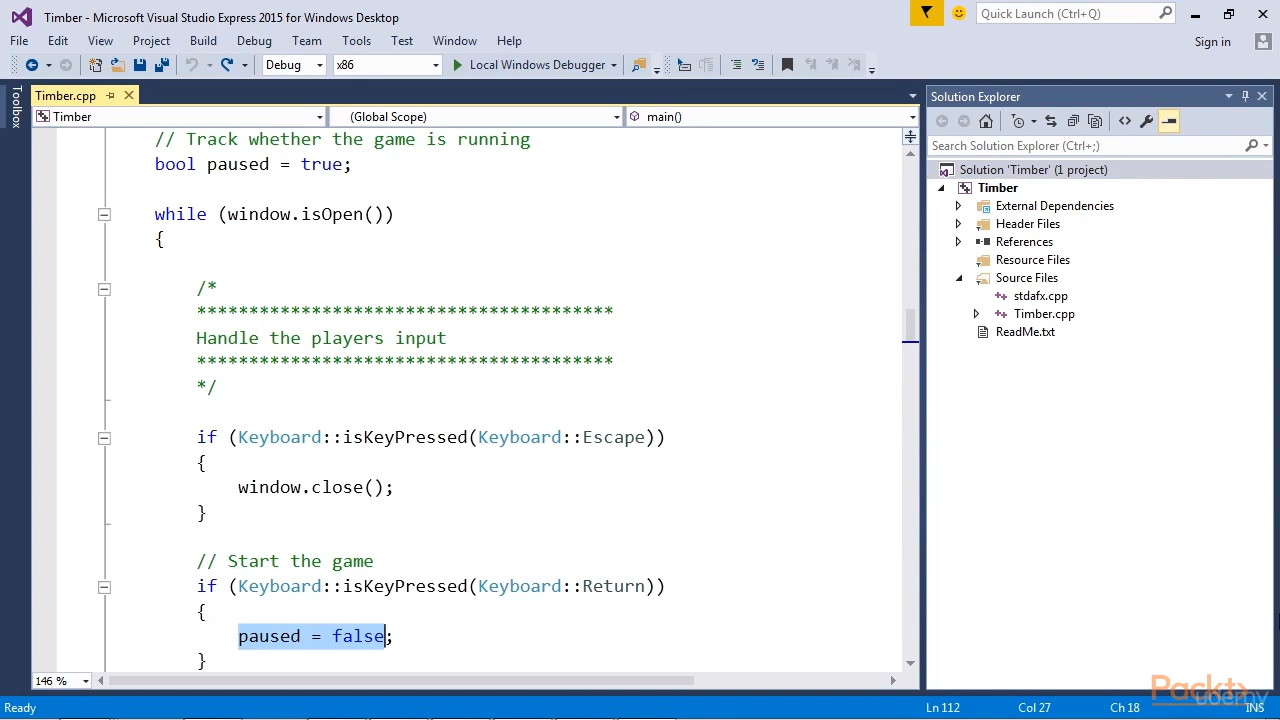 Timber - Microsoft Visual Studio Express 2015 for Windows Desktop
Quick Launch (Ctrl+Q)
File Edit View Project Build Debug Team Tools Test Window Help
Sign in
Debug x86 Local Windows Debugger
Toolbox
Timber.cpp
Timber (Global Scope) main()
// Track whether the game is running
bool paused = true;
while (window.isOpen())
{
/*
****************************************
Handle the players input
****************************************
*/
if (Keyboard::isKeyPressed(Keyboard::Escape))
{
window.close();
}
// Start the game
if (Keyboard::isKeyPressed(Keyboard::Return))
{
paused = false;
}
146 %
Solution Explorer
Search Solution Explorer (Ctrl+;)
Solution 'Timber' (1 project)
Timber
External Dependencies
Header Files
References
Resource Files
Source Files
stdafx.cpp
Timber.cpp
ReadMe.txt
Packt
udemy
Ready Ln 112 Col 27 Ch 18 INS